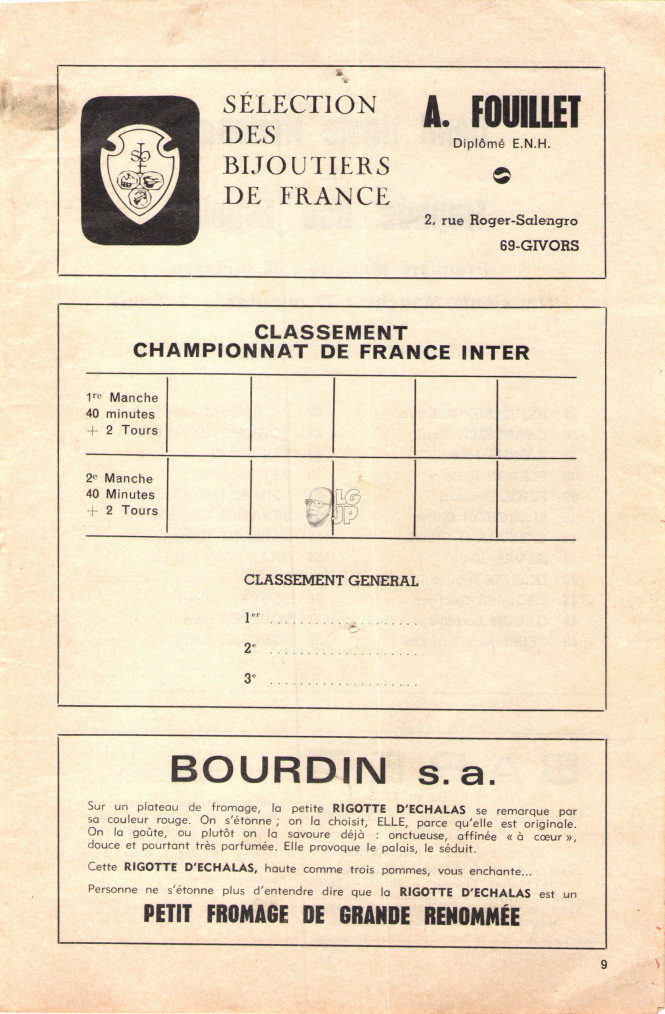 SÉLECTION
DES
BIJOUTIERS
DE FRANCE
A. FOUILLET
Diplômé E.N.H.
2, rue Roger-Salengro
69-GIVORS
CLASSEMENT
CHAMPIONNAT DE FRANCE INTER
1re Manche
40 minutes
+ 2 Tours
2e Manche
40 Minutes
+ 2 Tours
LG
JP
CLASSEMENT GENERAL
1er ....................
2e ....................
3e ....................
BOURDIN s. a.
Sur un plateau de fromage, la petite RIGOTTE D'ECHALAS se remarque par
sa couleur rouge. On s'étonne ; on la choisit, ELLE, parce qu'elle est originale.
On la goûte, ou plutôt on la savoure déjà : onctueuse, affinée « à cœur »,
douce et pourtant très parfumée. Elle provoque le palais, le séduit.
Cette RIGOTTE D'ECHALAS, haute comme trois pommes, vous enchante...
Personne ne s'étonne plus d'entendre dire que la RIGOTTE D'ECHALAS est un
PETIT FROMAGE DE GRANDE RENOMMÉE
9